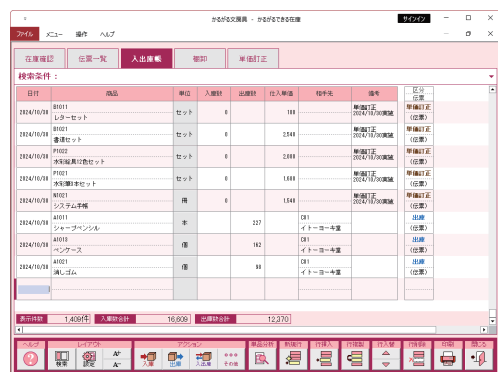 かるがる文房具 - かるがるできる在庫
サインイン
ファイル メニュー 操作 ヘルプ
在庫確認 伝票一覧 入出庫帳 棚卸 単価訂正
検索条件：
日付 商品 単位 入庫数 出庫数 仕入単価 相手先 備考 区分
伝票
2024/10/30 B1011 レターセット セット 0 180 単価訂正 2024/10/30実施 単価訂正 (伝票)
2024/10/30 B1021 書道セット セット 0 2,540 単価訂正 2024/10/30実施 単価訂正 (伝票)
2024/10/30 P1022 水彩絵具12色セット セット 0 2,080 単価訂正 2024/10/30実施 単価訂正 (伝票)
2024/10/30 P1021 水彩筆3本セット セット 0 単価訂正 2024/10/30実施 単価訂正 (伝票)
2024/10/30 N1021 システム手帳 冊 0 1,540 単価訂正 2024/10/30実施 単価訂正 (伝票)
2024/10/30 A1011 シャープペンシル 本 227 C01 イトーヨーキ堂 出庫 (伝票)
2024/10/30 A1013 ペンケース 個 162 C01 イトーヨーキ堂 出庫 (伝票)
2024/10/30 A1021 消しゴム 個 98 C01 イトーヨーキ堂 出庫 (伝票)
表示件数 1,409件 入庫数合計 16,609 出庫数合計 12,370
ヘルプ レイアウト アクション 単品分析 新規行 行挿入 行複製 行入替 行削除 印刷 閉じる
検索 設定 A+ A- 入庫 出庫 入出庫 その他